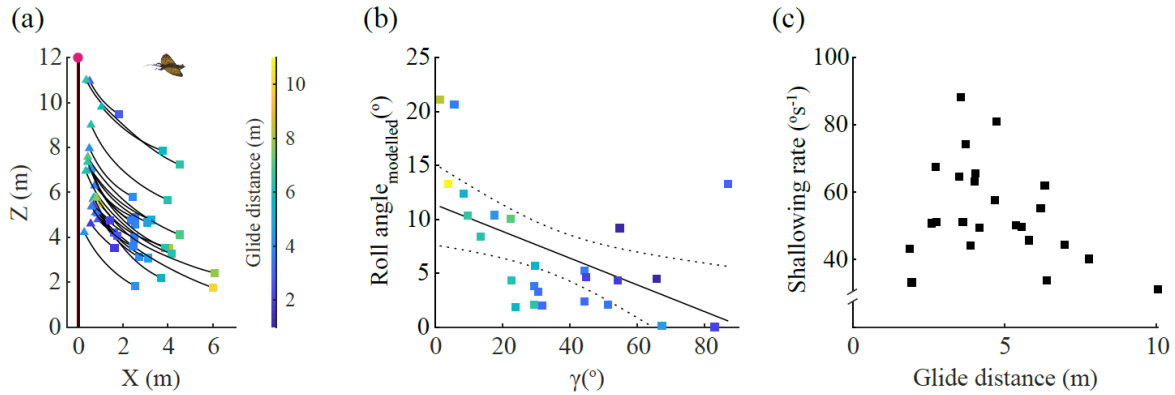 (a)
(b)
(c)
12
10
8
6
4
2
0
Z (m)
0 2 4 6
X (m)
10
8
6
4
2
Glide distance (m)
25
20
15
10
5
0
Roll angle modelled(°)
0 20 40 60 80
γ(°)
100
80
60
40
Shallowing rate (°s-1)
0 5 10
Glide distance (m)